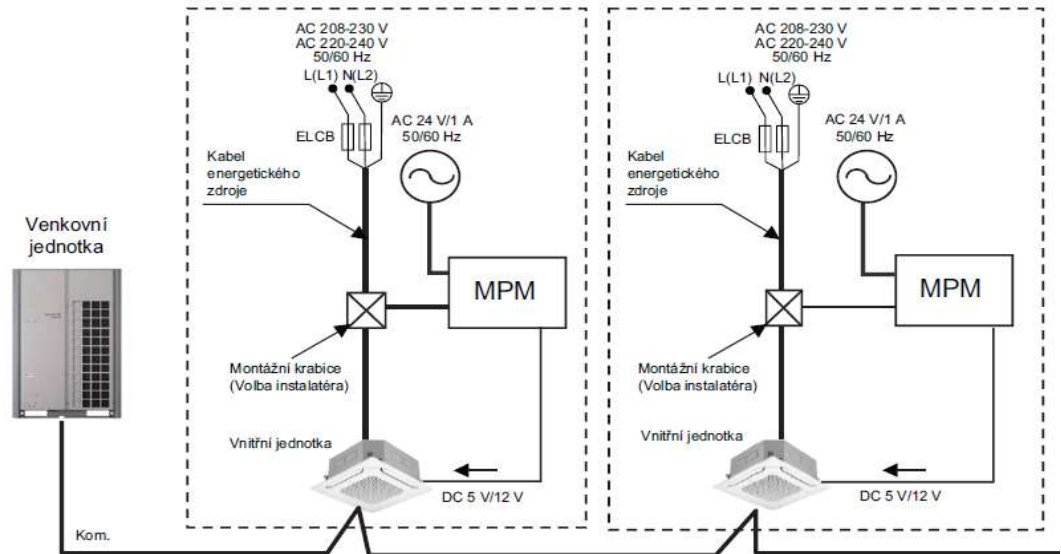 Venkovní
jednotka
Kom.
AC 208-230 V
AC 220-240 V
50/60 Hz
L(L1) N(L2)
ELCB
AC 24 V/1 A
50/60 Hz
Kabel
energetického
zdroje
MPM
Montážní krabice
(Volba instalatéra)
Vnitřní jednotka
DC 5 V/12 V
AC 208-230 V
AC 220-240 V
50/60 Hz
L(L1) N(L2)
ELCB
AC 24 V/1 A
50/60 Hz
Kabel
energetického
zdroje
MPM
Montážní krabice
(Volba instalatéra)
Vnitřní jednotka
DC 5 V/12 V